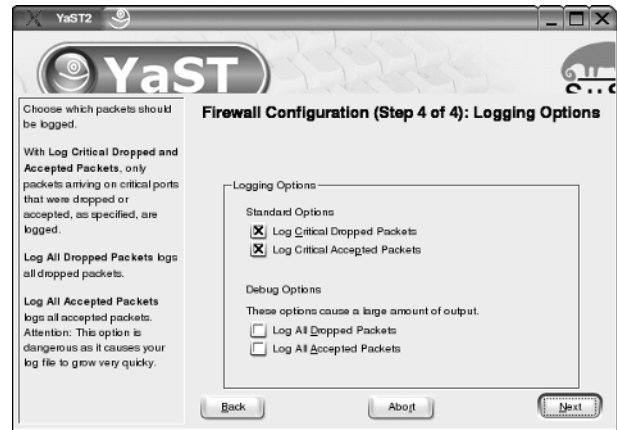 YaST2
YaST
Choose which packets should
be logged.
With Log Critical Dropped and
Accepted Packets, only
packets arriving on critical ports
that were dropped or
accepted, as specified, are
logged.
Log All Dropped Packets logs
all dropped packets.
Log All Accepted Packets
logs all accepted packets.
Attention: This option is
dangerous as it causes your
log file to grow very quicky.
Firewall Configuration (Step 4 of 4): Logging Options
Logging Options
Standard Options
Log Critical Dropped Packets
Log Critical Accepted Packets
Debug Options
These options cause a large amount of output.
Log All Dropped Packets
Log All Accepted Packets
Back
Abort
Next